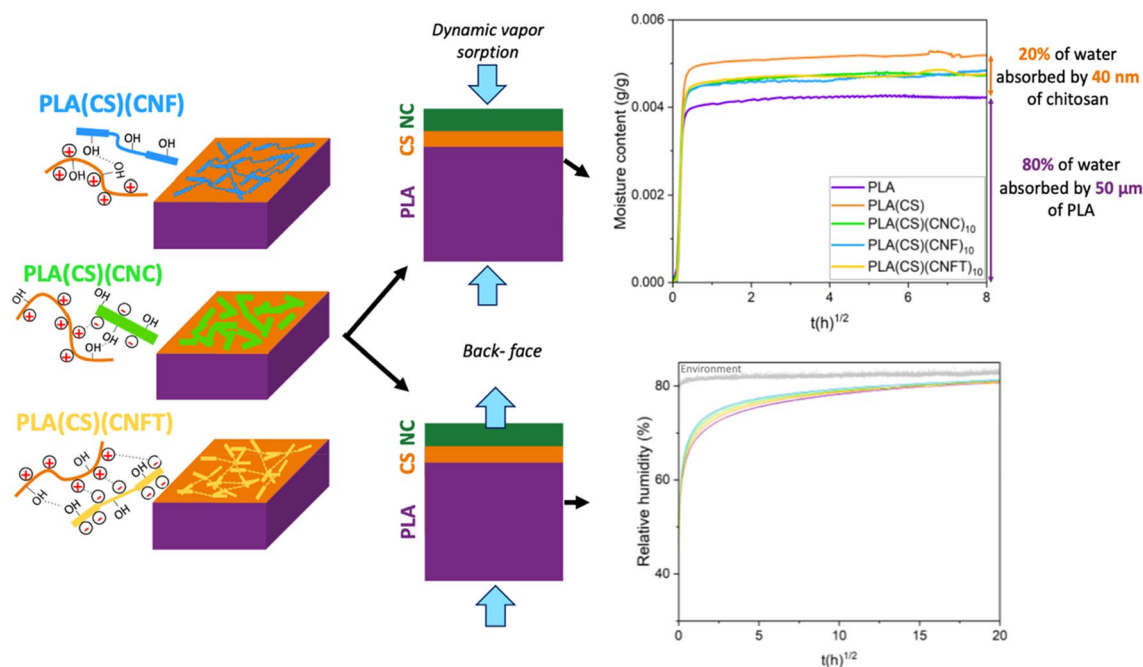 PLA(CS)(CNF)
OH
OH
OH
OH
OH
PLA(CS)(CNC)
OH
OH
OH
OH
OH
PLA(CS)(CNFT)
OH
OH
OH
OH
OH
Dynamic vapor
sorption
NC
CS
PLA
Back- face
NC
CS
PLA
0.006
0.004
0.002
0.000
Moisture content (g/g)
PLA
PLA(CS)
PLA(CS)(CNC)10
PLA(CS)(CNF)10
PLA(CS)(CNFT)10
0 2 4 6 8
t(h)1/2
20% of water
absorbed by 40 nm
of chitosan
80% of water
absorbed by 50 µm
of PLA
Environment
80
60
40
Relative humidity (%)
0 5 10 15 20
t(h)1/2